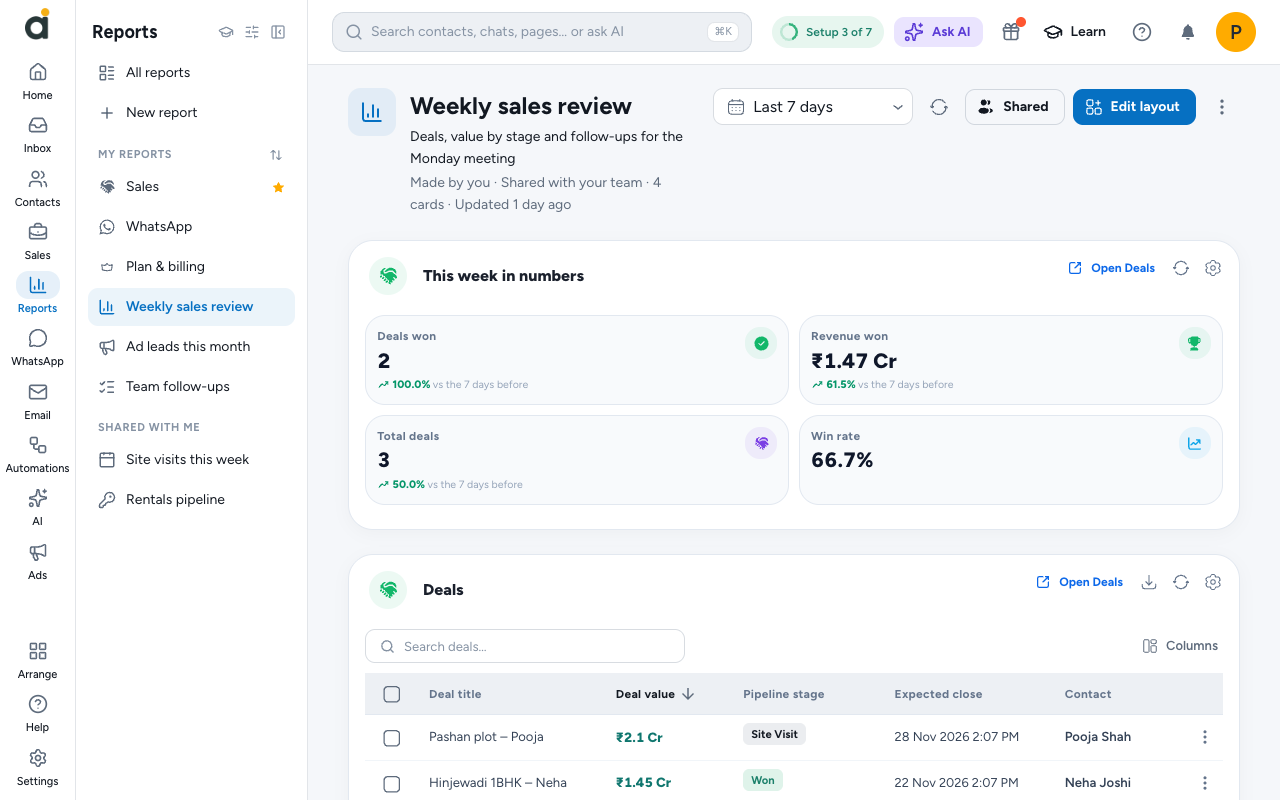 Home
Inbox
Contacts
Sales
Reports
WhatsApp
Email
Automations
AI
Ads
Arrange
Help
Settings
Reports
All reports
New report
MY REPORTS
Sales
WhatsApp
Plan & billing
Weekly sales review
Ad leads this month
Team follow-ups
SHARED WITH ME
Site visits this week
Rentals pipeline
Search contacts, chats, pages... or ask AI
⌘K
Setup 3 of 7
Ask AI
Learn
P
Weekly sales review
Deals, value by stage and follow-ups for the
Monday meeting
Made by you · Shared with your team · 4
cards · Updated 1 day ago
Last 7 days
Shared
Edit layout
This week in numbers
Open Deals
Deals won
2
100.0% vs the 7 days before
Revenue won
₹1.47 Cr
61.5% vs the 7 days before
Total deals
3
50.0% vs the 7 days before
Win rate
66.7%
Deals
Open Deals
Search deals...
Columns
Deal title Deal value Pipeline stage Expected close Contact
Pashan plot – Pooja ₹2.1 Cr Site Visit 28 Nov 2026 2:07 PM Pooja Shah
Hinjewadi 1BHK – Neha ₹1.45 Cr Won 22 Nov 2026 2:07 PM Neha Joshi